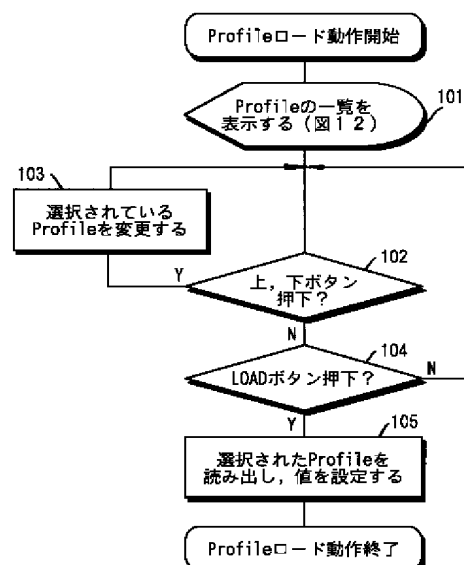 Profileロード動作開始
Profileの一覧を
表示する（図１２）
101
103
選択されている
Profileを変更する
102
上，下ボタン
押下？
Y
N
104
LOADボタン押下？
N
Y
105
選択されたProfileを
読み出し，値を設定する
Profileロード動作終了